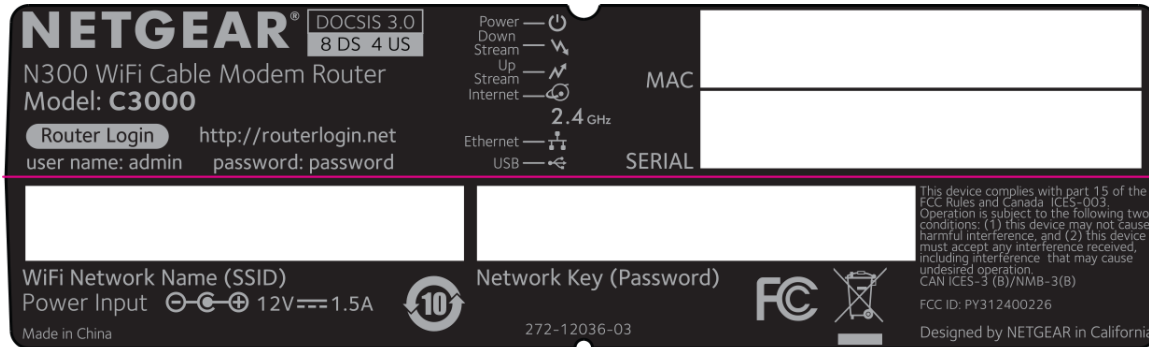 NETGEAR®
DOCSIS 3.0
8 DS 4 US
N300 WiFi Cable Modem Router
Model: C3000
Router Login http://routerlogin.net
user name: admin password: password
Power
Down
Stream
Up
Stream
Internet
2.4 GHz
Ethernet
USB
MAC
SERIAL
WiFi Network Name (SSID)
Power Input 12V 1.5A
Made in China
10
Network Key (Password)
272-12036-03
FC
This device complies with part 15 of the
FCC Rules and Canada ICES-003.
Operation is subject to the following two
conditions: (1) this device may not cause
harmful interference, and (2) this device
must accept any interference received,
including interference that may cause
undesired operation.
CAN ICES-3 (B)/NMB-3(B)
FCC ID: PY312400226
Designed by NETGEAR in California